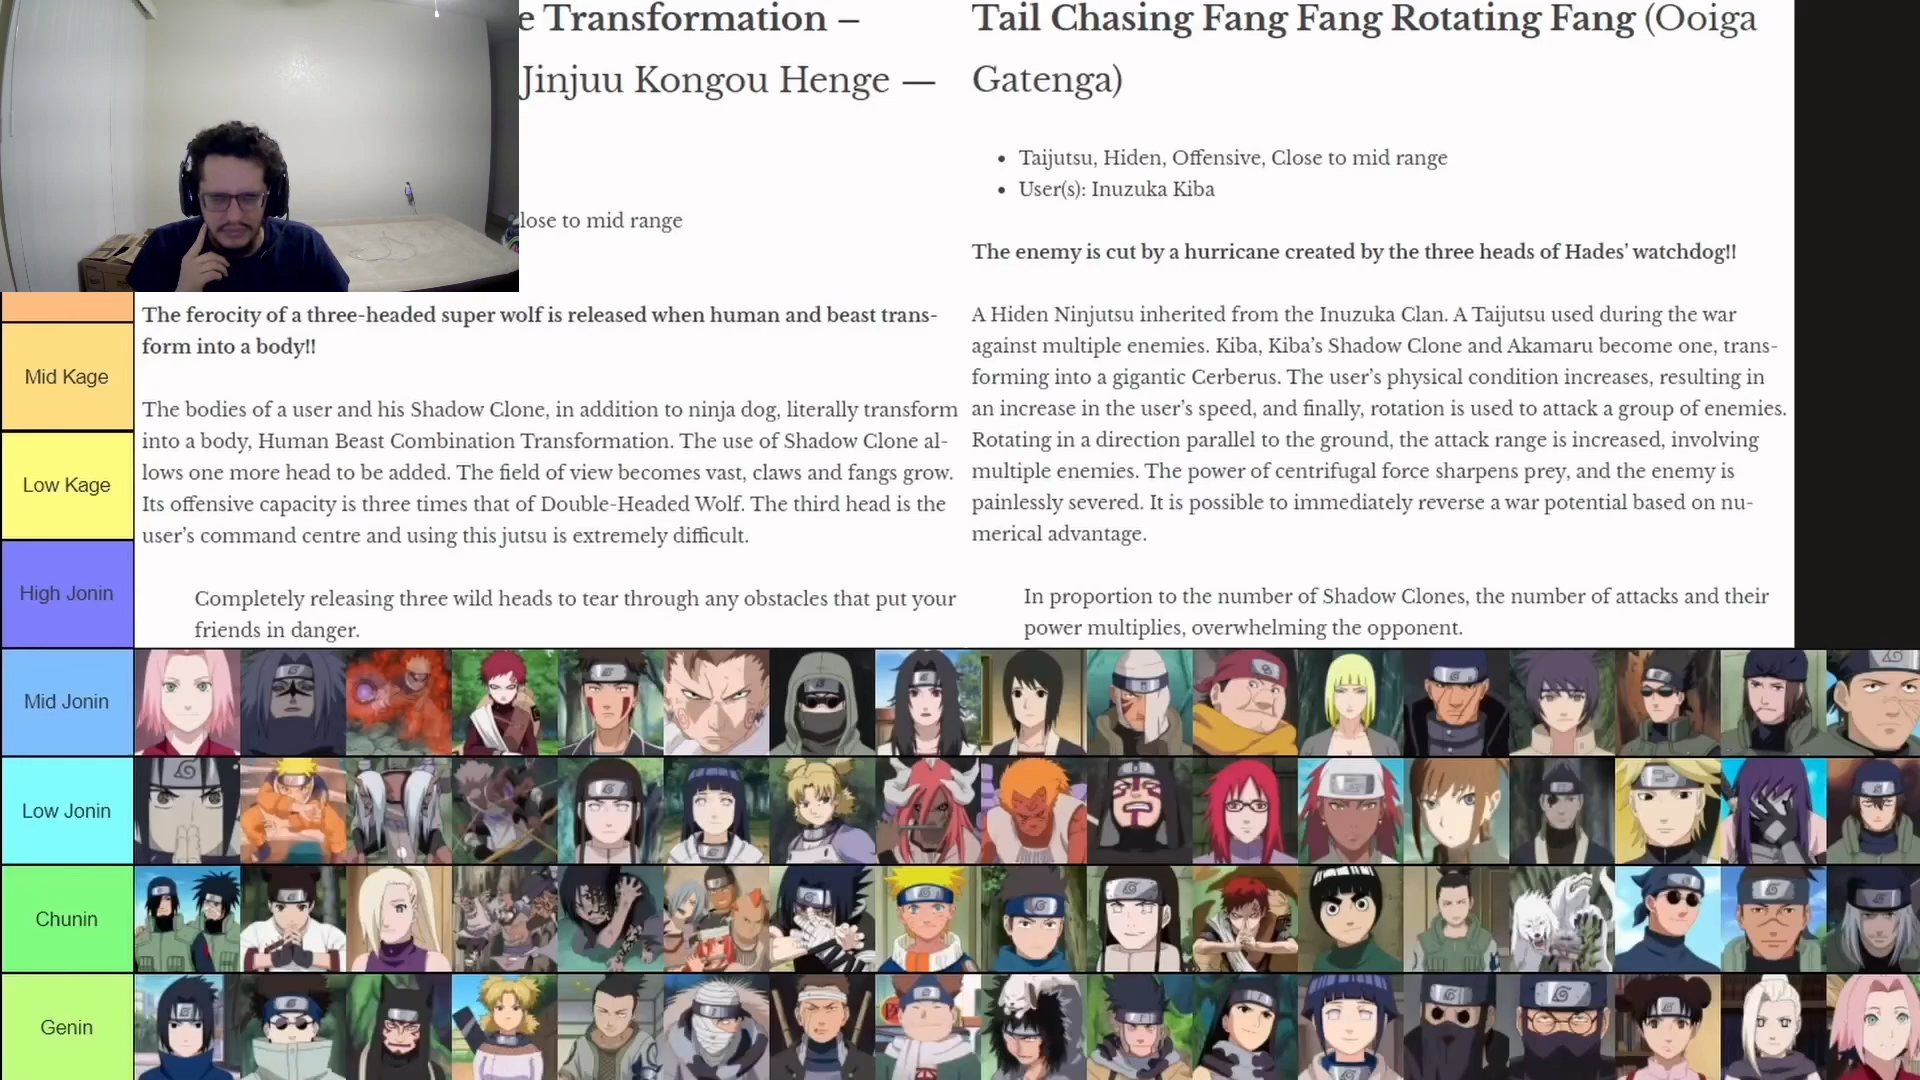 e Transformation –
Jinjuu Kongou Henge —
lose to mid range
The ferocity of a three-headed super wolf is released when human and beast trans-
form into a body!!
The bodies of a user and his Shadow Clone, in addition to ninja dog, literally transform
into a body, Human Beast Combination Transformation. The use of Shadow Clone al-
lows one more head to be added. The field of view becomes vast, claws and fangs grow.
Its offensive capacity is three times that of Double-Headed Wolf. The third head is the
user’s command centre and using this jutsu is extremely difficult.
Completely releasing three wild heads to tear through any obstacles that put your
friends in danger.
Tail Chasing Fang Fang Rotating Fang (Ooiga
Gatenga)
• Taijutsu, Hiden, Offensive, Close to mid range
• User(s): Inuzuka Kiba
The enemy is cut by a hurricane created by the three heads of Hades’ watchdog!!
A Hiden Ninjutsu inherited from the Inuzuka Clan. A Taijutsu used during the war
against multiple enemies. Kiba, Kiba’s Shadow Clone and Akamaru become one, trans-
forming into a gigantic Cerberus. The user’s physical condition increases, resulting in
an increase in the user’s speed, and finally, rotation is used to attack a group of enemies.
Rotating in a direction parallel to the ground, the attack range is increased, involving
multiple enemies. The power of centrifugal force sharpens prey, and the enemy is
painlessly severed. It is possible to immediately reverse a war potential based on nu-
merical advantage.
In proportion to the number of Shadow Clones, the number of attacks and their
power multiplies, overwhelming the opponent.
Mid Kage
Low Kage
High Jonin
Mid Jonin
Low Jonin
Chunin
Genin